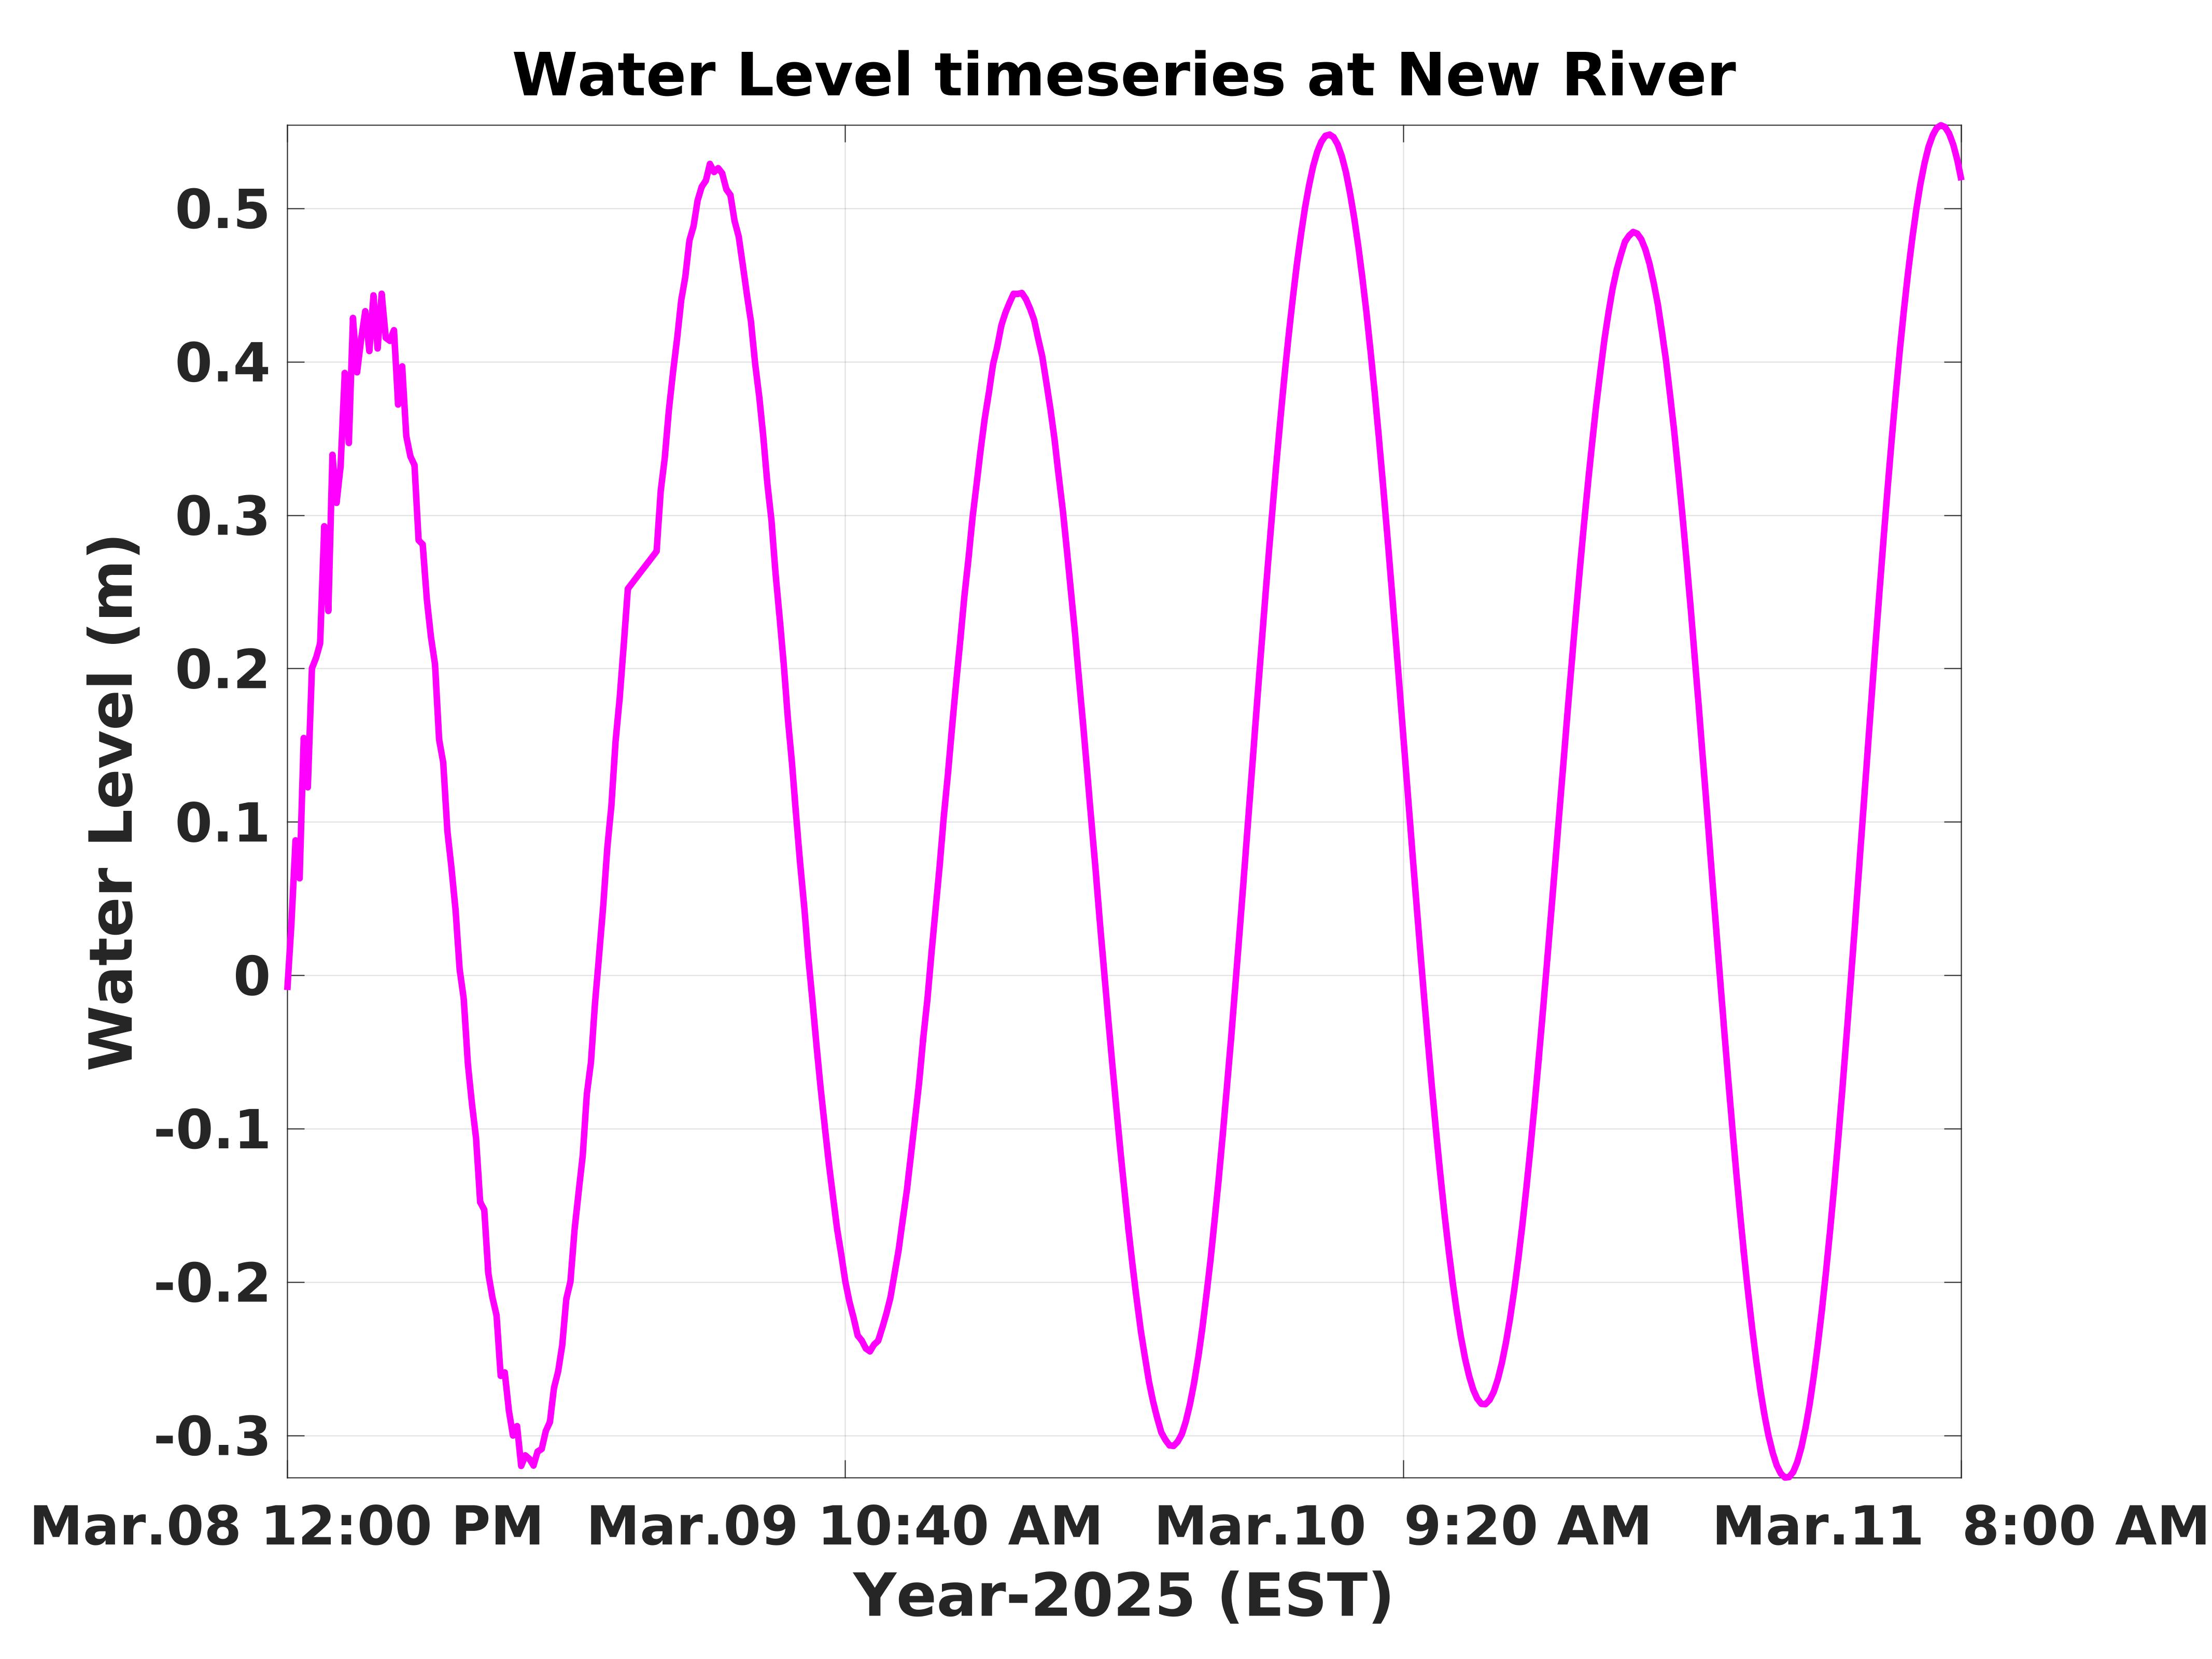 Water Level timeseries at New River
Water Level (m)
0.5
0.4
0.3
0.2
0.1
0
-0.1
-0.2
-0.3
Mar.08 12:00 PM Mar.09 10:40 AM Mar.10 9:20 AM Mar.11 8:00 AM
Year-2025 (EST)